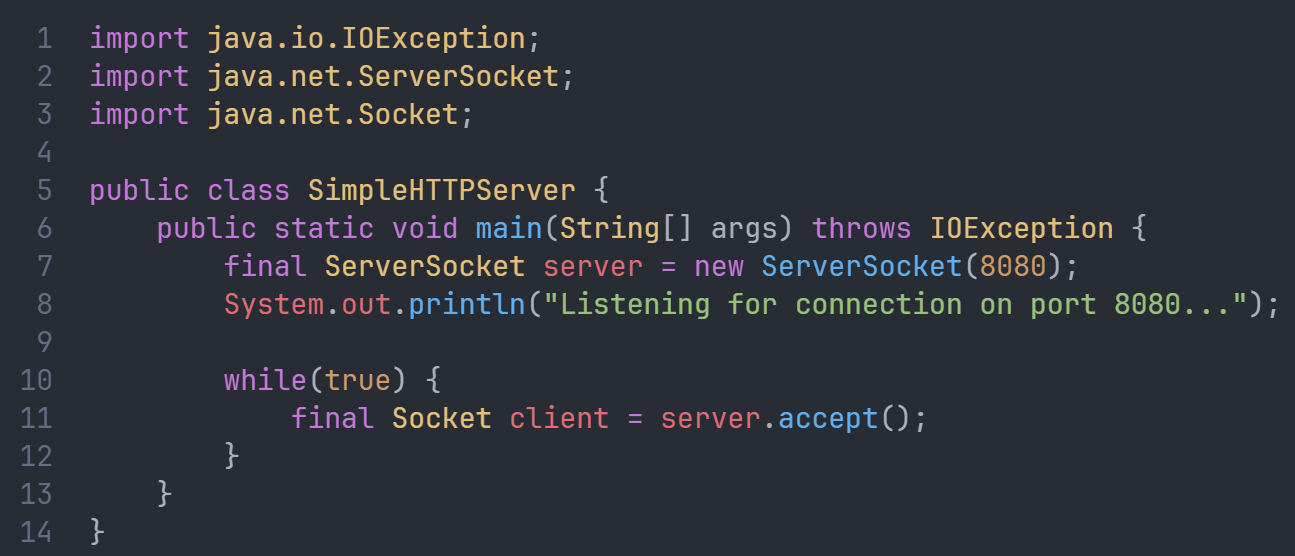 1 import java.io.IOException;
2 import java.net.ServerSocket;
3 import java.net.Socket;
4
5 public class SimpleHTTPServer {
6     public static void main(String[] args) throws IOException {
7         final ServerSocket server = new ServerSocket(8080);
8         System.out.println("Listening for connection on port 8080...");
9
10         while(true) {
11             final Socket client = server.accept();
12         }
13     }
14 }